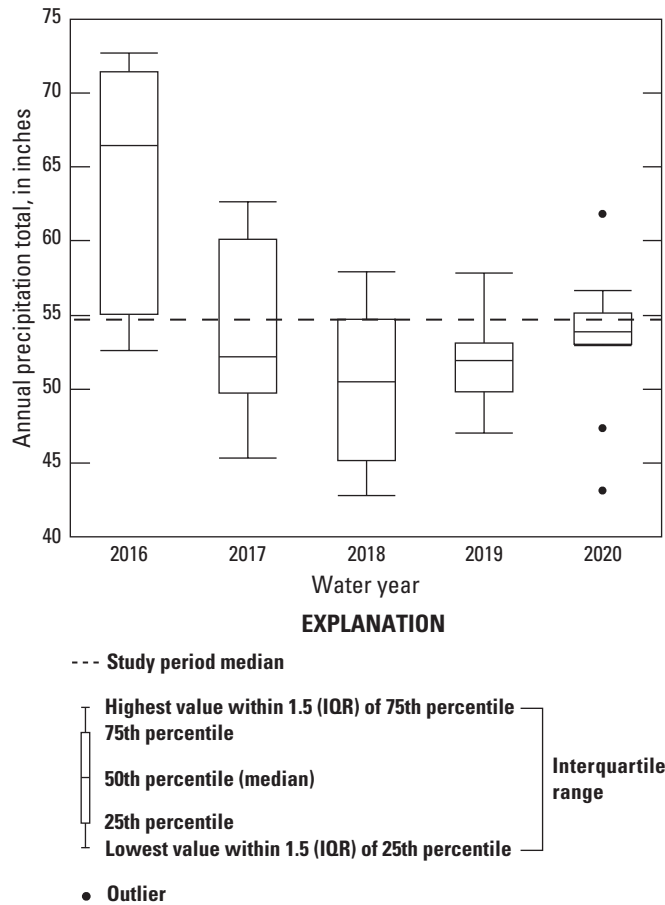 75
70
65
60
55
50
45
40
Annual precipitation total, in inches
2016 2017 2018 2019 2020
Water year
EXPLANATION
--- Study period median
Highest value within 1.5 (IQR) of 75th percentile
75th percentile
50th percentile (median)
25th percentile
Lowest value within 1.5 (IQR) of 25th percentile
Interquartile
range
Outlier